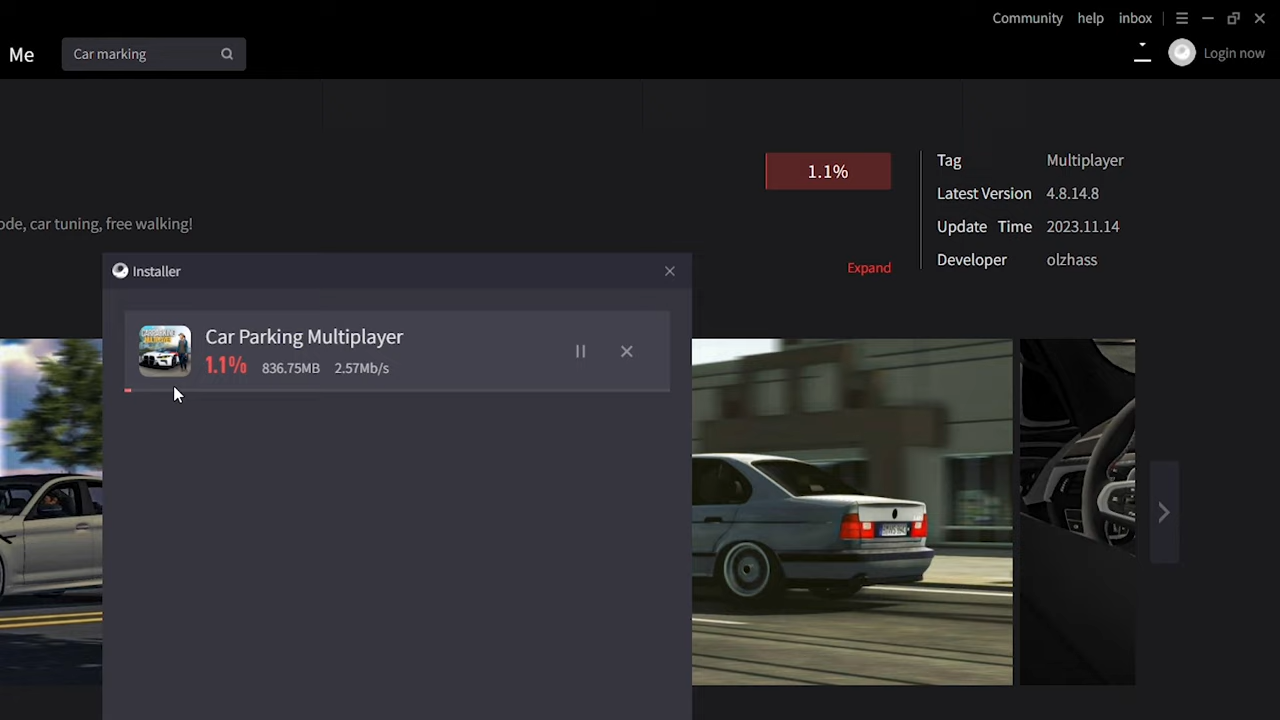 Community help inbox
Me
Car marking
Login now
1.1%
Tag Multiplayer
Latest Version 4.8.14.8
Update Time 2023.11.14
Developer olzhass
ode, car tuning, free walking!
Expand
Installer
Car Parking Multiplayer
1.1% 836.75MB 2.57Mb/s